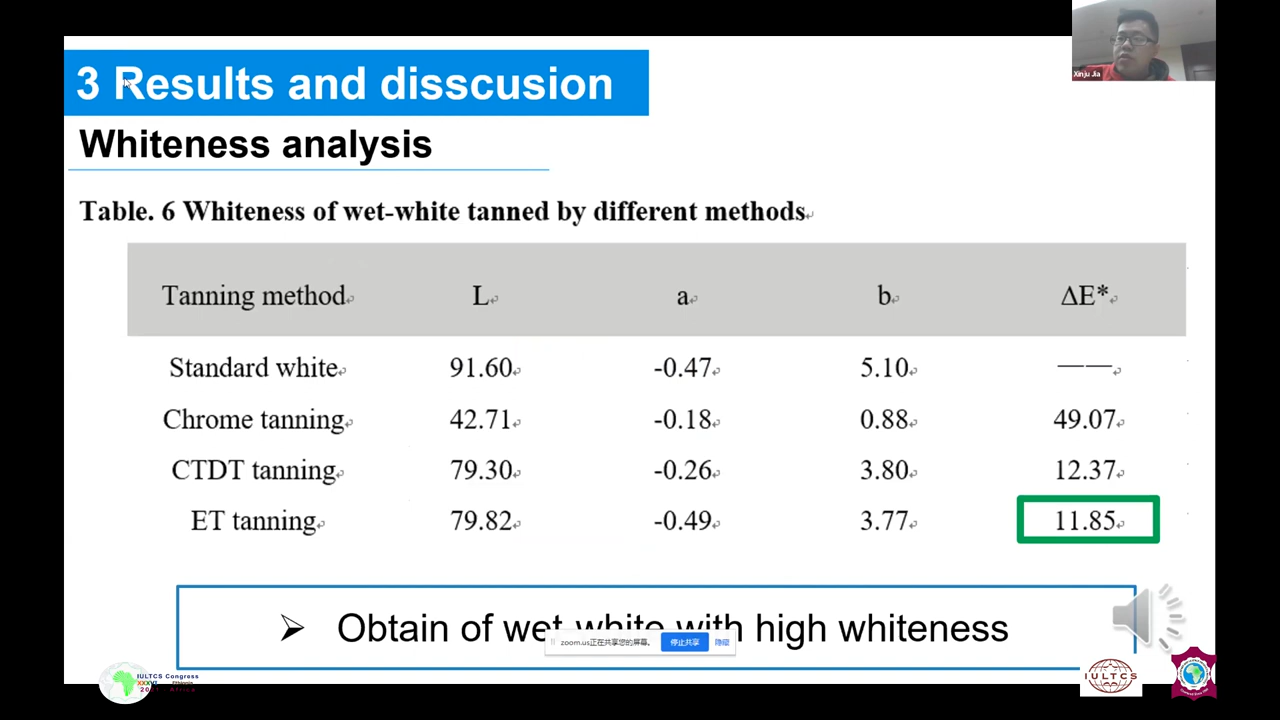 3 Results and disscusion
Xinju Jia
Whiteness analysis
Table. 6 Whiteness of wet-white tanned by different methods
Tanning method L a b ΔE*
Standard white 91.60 -0.47 5.10 ——
Chrome tanning 42.71 -0.18 0.88 49.07
CTDT tanning 79.30 -0.26 3.80 12.37
ET tanning 79.82 -0.49 3.77 11.85
➢ Obtain of wet-white with high whiteness
zoom.us正在共享您的屏幕。 停止共享 隐藏
IULTCS Congress
IULTCS